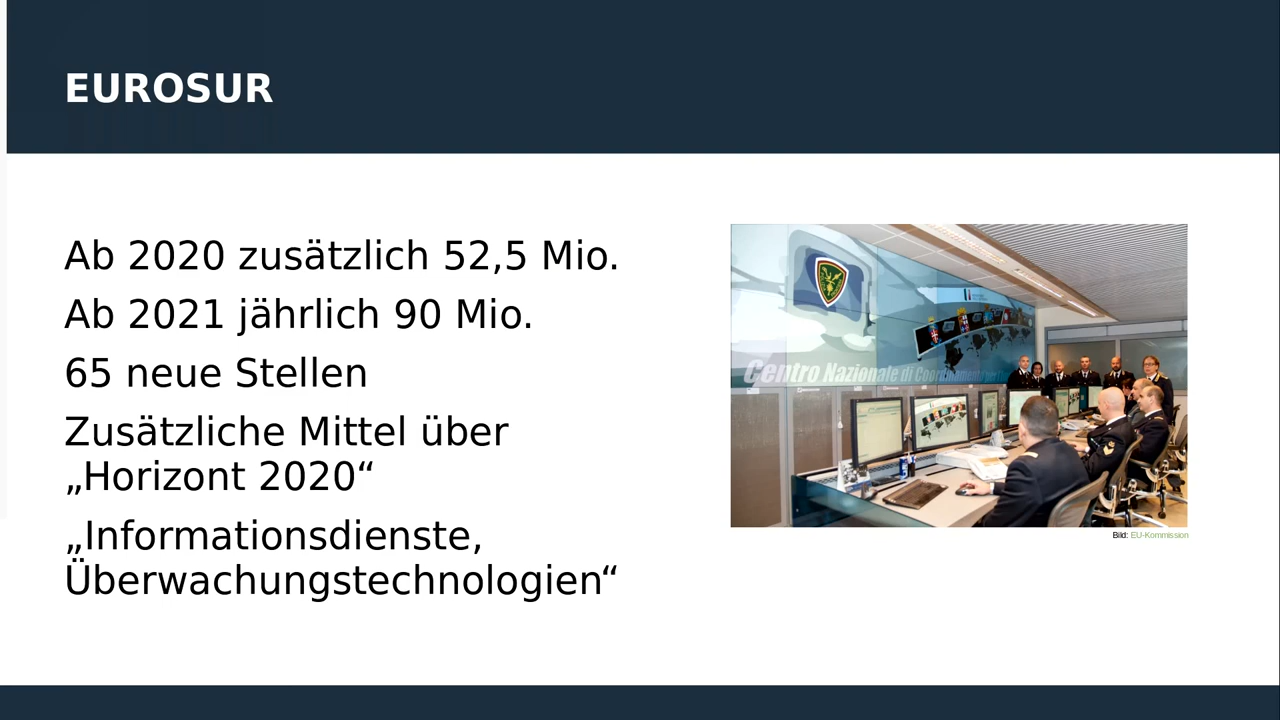 EUROSUR
Ab 2020 zusätzlich 52,5 Mio.
Ab 2021 jährlich 90 Mio.
65 neue Stellen
Zusätzliche Mittel über
„Horizont 2020“
„Informationsdienste,
Überwachungstechnologien“
Centro Nazionale di Coordinamento
Bild: EU-Kommission